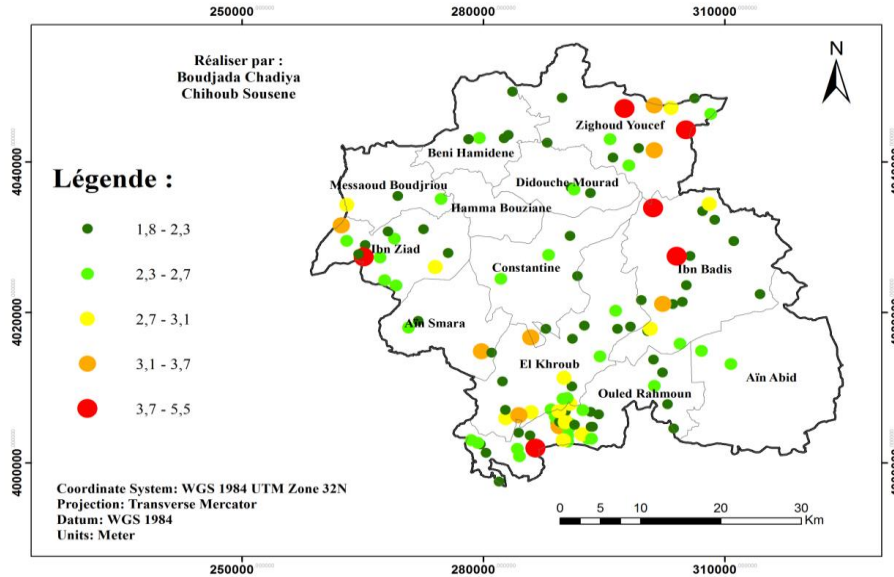 250000
280000
310000
Réaliser par :
Boudjada Chadiya
Chihoub Sousene
N
Zighoud Youcef
Beni Hamidene
4040000
Messaoud Boudjriou
Didouche Mourad
Légende :
Hamma Bouziane
1,8 - 2,3
Ibn Ziad
Constantine
Ibn Badis
2,3 - 2,7
2,7 - 3,1
4020000
Aïn Smara
3,1 - 3,7
El Khroub
Aïn Abid
Ouled Rahmoun
3,7 - 5,5
4000000
Coordinate System: WGS 1984 UTM Zone 32N
Projection: Transverse Mercator
Datum: WGS 1984
Units: Meter
0 5 10 20 30
Km
250000
280000
310000